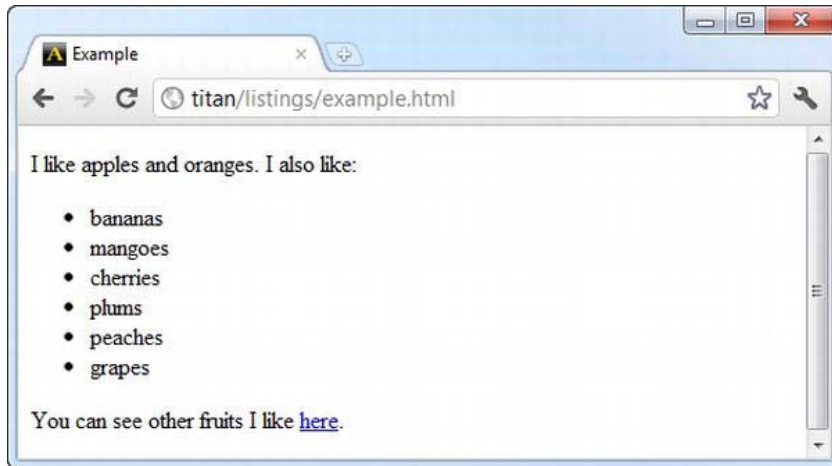 Example
titan/listings/example.html
I like apples and oranges. I also like:
bananas
mangoes
cherries
plums
peaches
grapes
You can see other fruits I like here.